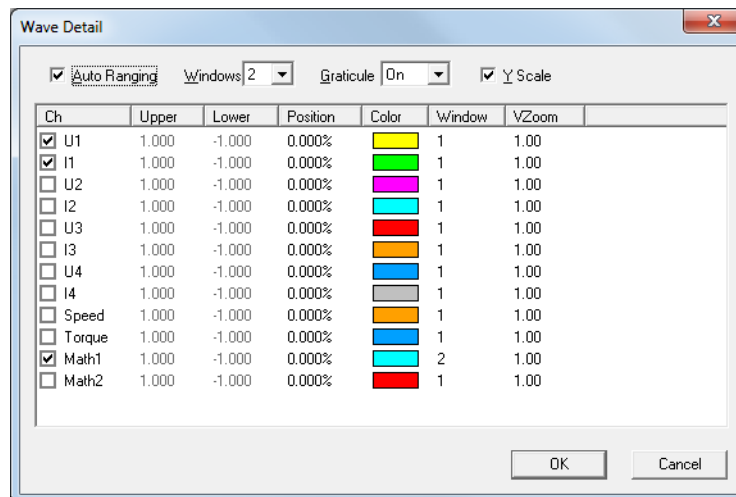 Wave Detail
Auto Ranging Windows 2 Graticule On Y Scale
Ch Upper Lower Position Color Window VZoom
U1 1.000 -1.000 0.000% 1 1.00
I1 1.000 -1.000 0.000% 1 1.00
U2 1.000 -1.000 0.000% 1 1.00
I2 1.000 -1.000 0.000% 1 1.00
U3 1.000 -1.000 0.000% 1 1.00
I3 1.000 -1.000 0.000% 1 1.00
U4 1.000 -1.000 0.000% 1 1.00
I4 1.000 -1.000 0.000% 1 1.00
Speed 1.000 -1.000 0.000% 1 1.00
Torque 1.000 -1.000 0.000% 1 1.00
Math1 1.000 -1.000 0.000% 2 1.00
Math2 1.000 -1.000 0.000% 1 1.00
OK Cancel